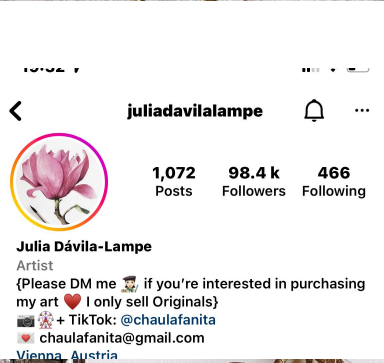 juliadavilalampe
1,072 98.4 k 466
Posts Followers Following
Julia Dávila-Lampe
Artist
{Please DM me 👩🏻‍🎨 if you're interested in purchasing
my art ♥️ I only sell Originals}
📷🎡+ TikTok: @chaulafanita
💌 chaulafanita@gmail.com
Vienna, Austria